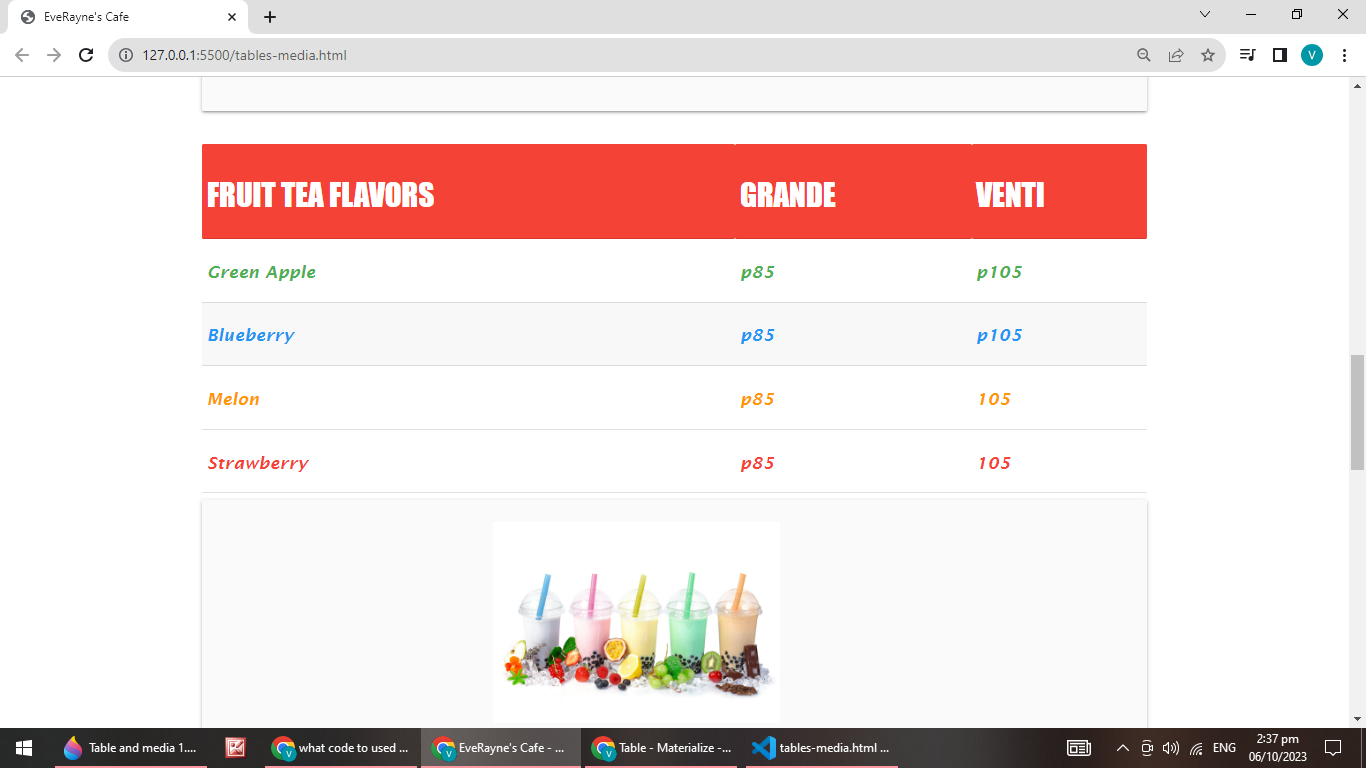 EveRayne's Cafe
127.0.0.1:5500/tables-media.html
V
FRUIT TEA FLAVORS GRANDE VENTI
Green Apple p85 p105
Blueberry p85 p105
Melon p85 105
Strawberry p85 105
Table and media 1....
what code to used ...
EveRayne's Cafe - ...
Table - Materialize -...
tables-media.html ...
ENG
2:37 pm
06/10/2023